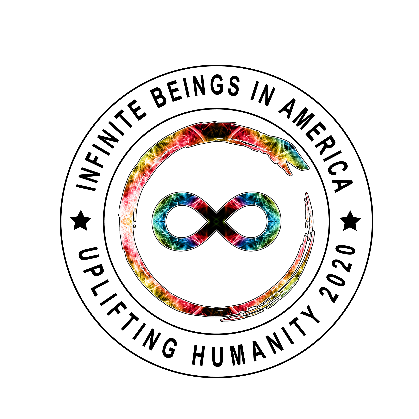 INFINITE BEINGS IN AMERICA
UPLIFTING HUMANITY 2020